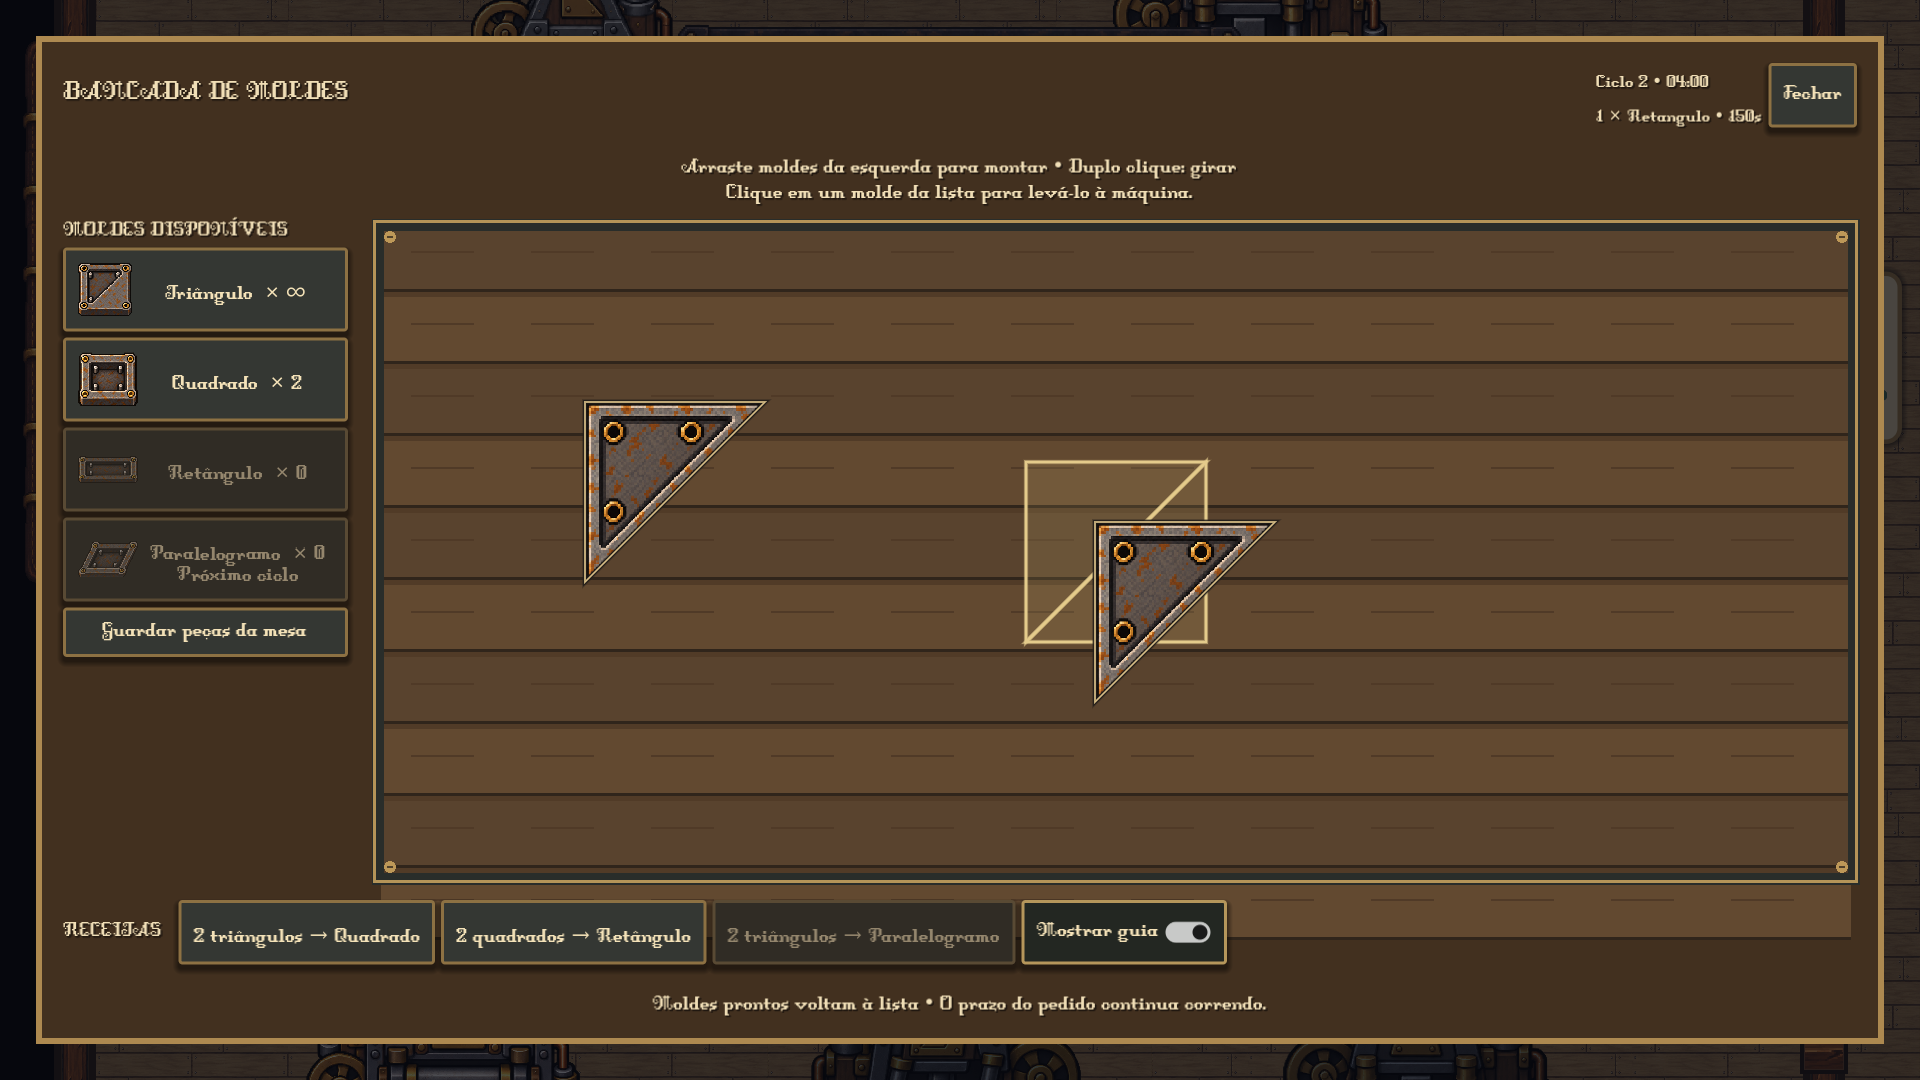 BANCADA DE MOLDES
Ciclo 2 • 04:00
1 × Retangulo • 150s
Fechar
Arraste moldes da esquerda para montar • Duplo clique: girar
Clique em um molde da lista para levá-lo à máquina.
MOLDES DISPONÍVEIS
Triângulo × ∞
Quadrado × 2
Retângulo × 0
Paralelogramo × 0
Próximo ciclo
Guardar peças da mesa
RECEITAS
2 triângulos → Quadrado
2 quadrados → Retângulo
2 triângulos → Paralelogramo
Mostrar guia
Moldes prontos voltam à lista • O prazo do pedido continua correndo.